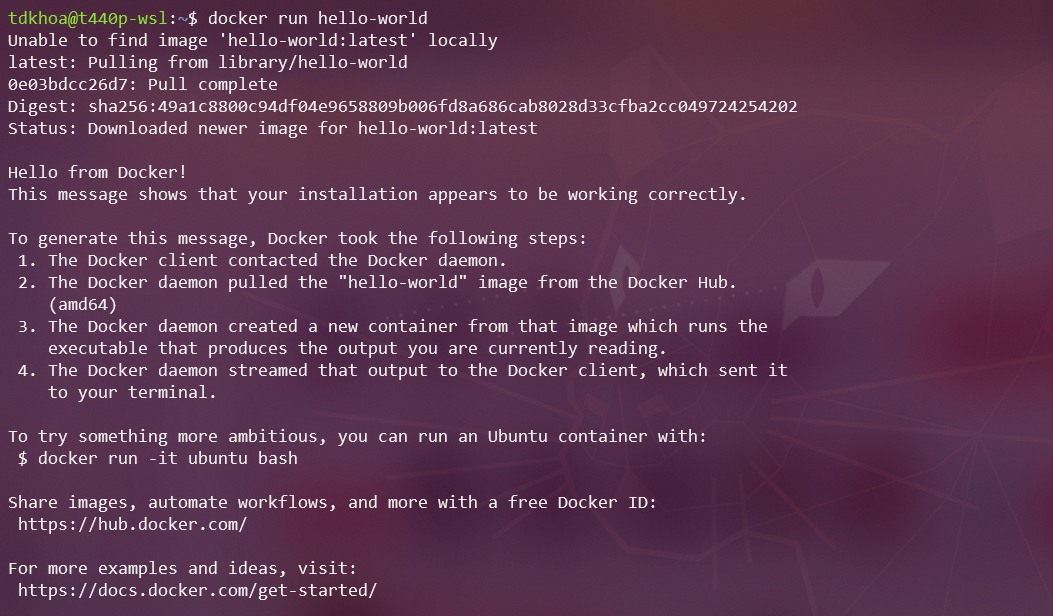 tdkhoa@t440p-wsl:~$ docker run hello-world
Unable to find image 'hello-world:latest' locally
latest: Pulling from library/hello-world
0e03bdcc26d7: Pull complete
Digest: sha256:49a1c8800c94df04e9658809b006fd8a686cab8028d33cfba2cc049724254202
Status: Downloaded newer image for hello-world:latest

Hello from Docker!
This message shows that your installation appears to be working correctly.

To generate this message, Docker took the following steps:
 1. The Docker client contacted the Docker daemon.
 2. The Docker daemon pulled the "hello-world" image from the Docker Hub.
    (amd64)
 3. The Docker daemon created a new container from that image which runs the
    executable that produces the output you are currently reading.
 4. The Docker daemon streamed that output to the Docker client, which sent it
    to your terminal.

To try something more ambitious, you can run an Ubuntu container with:
 $ docker run -it ubuntu bash

Share images, automate workflows, and more with a free Docker ID:
 https://hub.docker.com/

For more examples and ideas, visit:
 https://docs.docker.com/get-started/